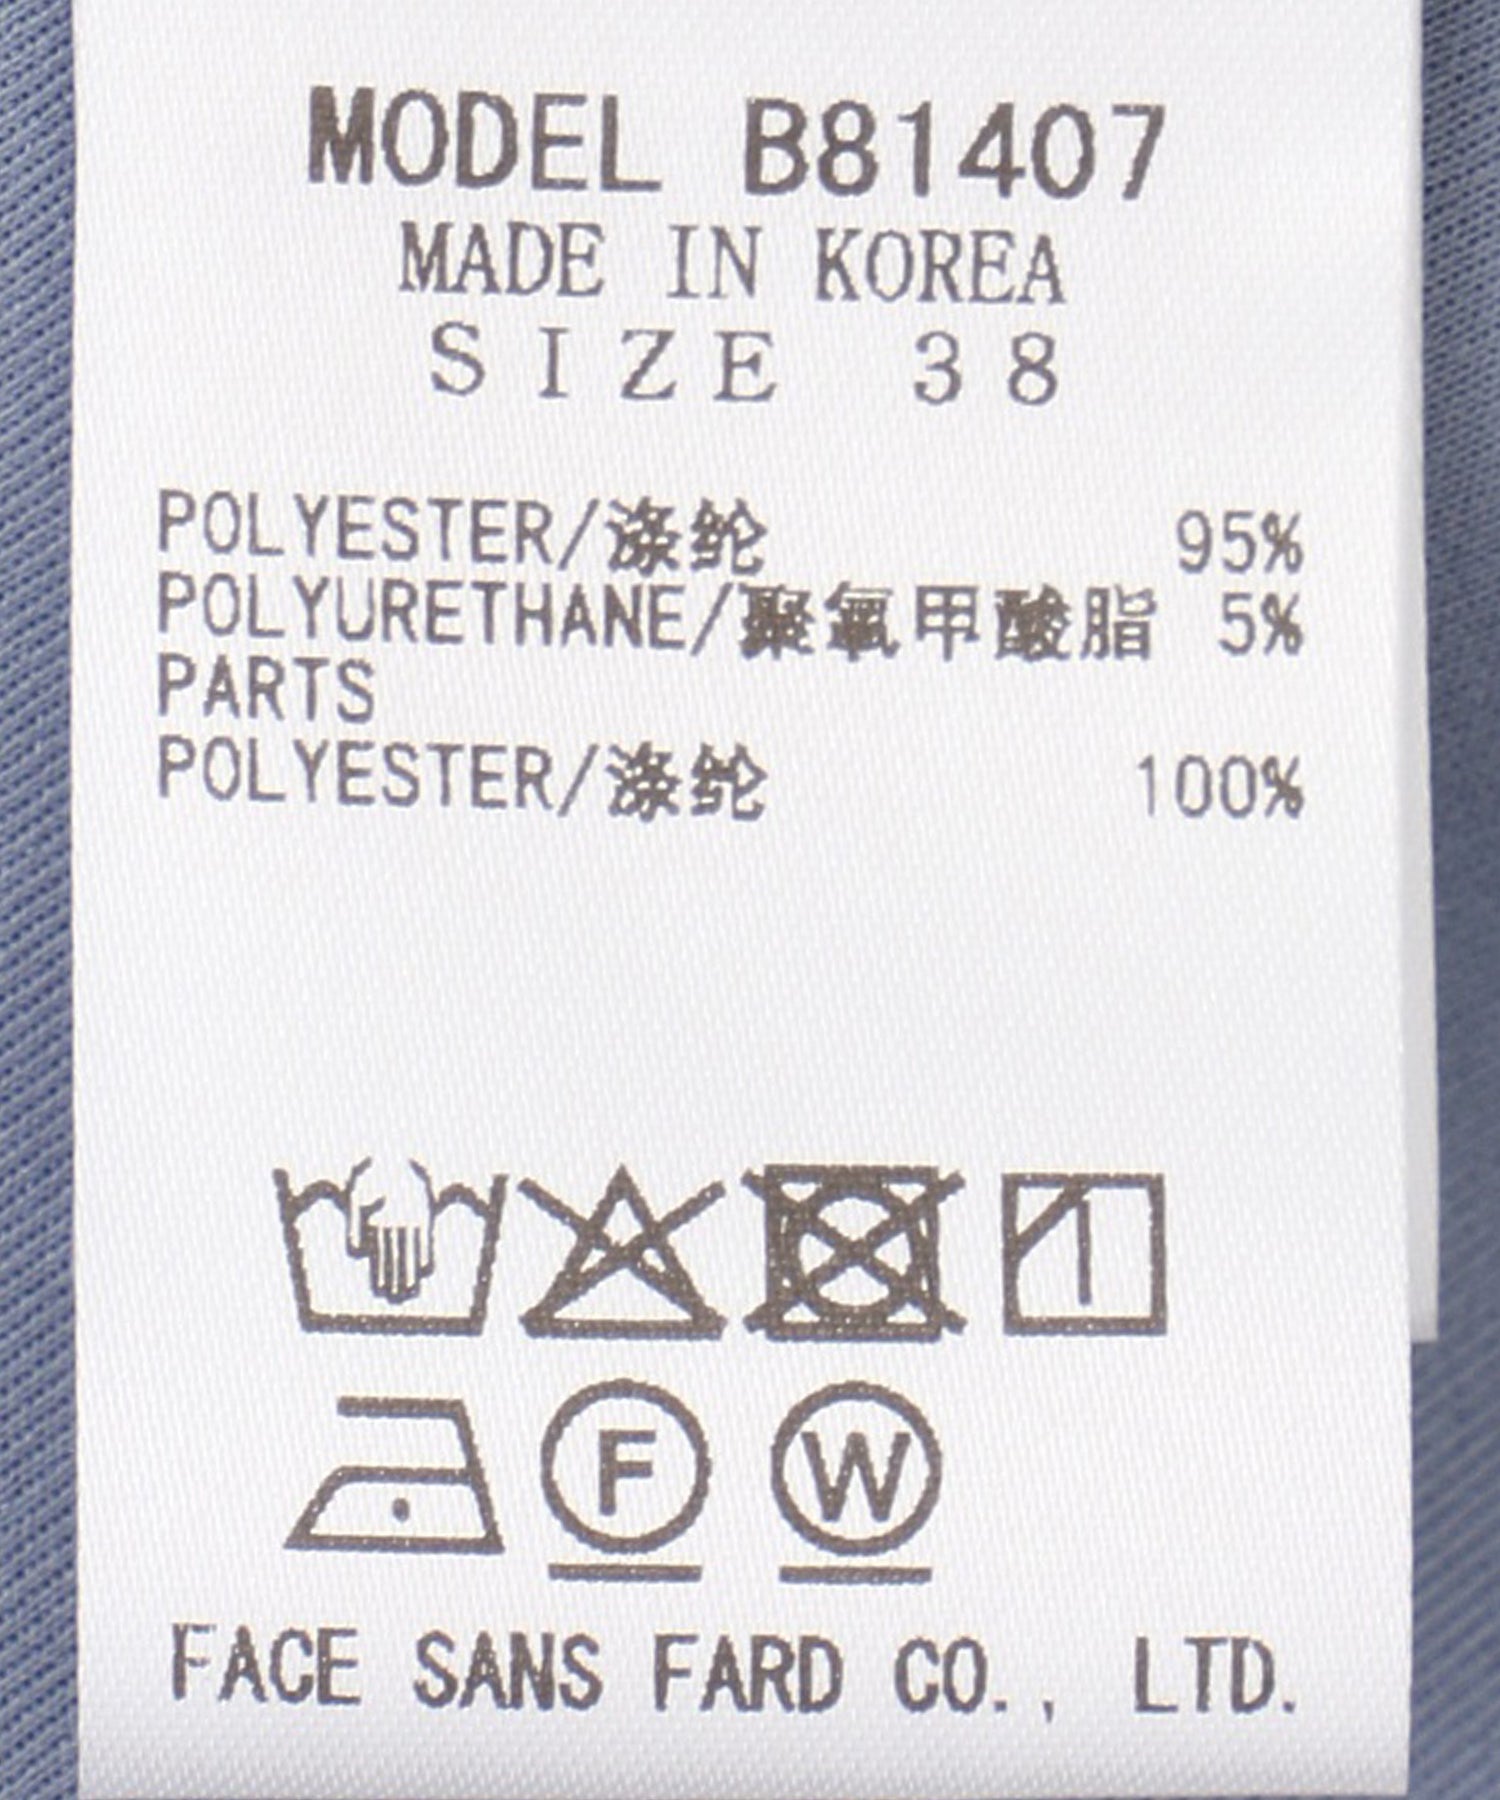 MODEL B81407
MADE IN KOREA
SIZE 38
POLYESTER/涤纶 95%
POLYURETHANE/聚氨甲酸脂 5%
PARTS
POLYESTER/涤纶 100%
F W
FACE SANS FARD CO., LTD.